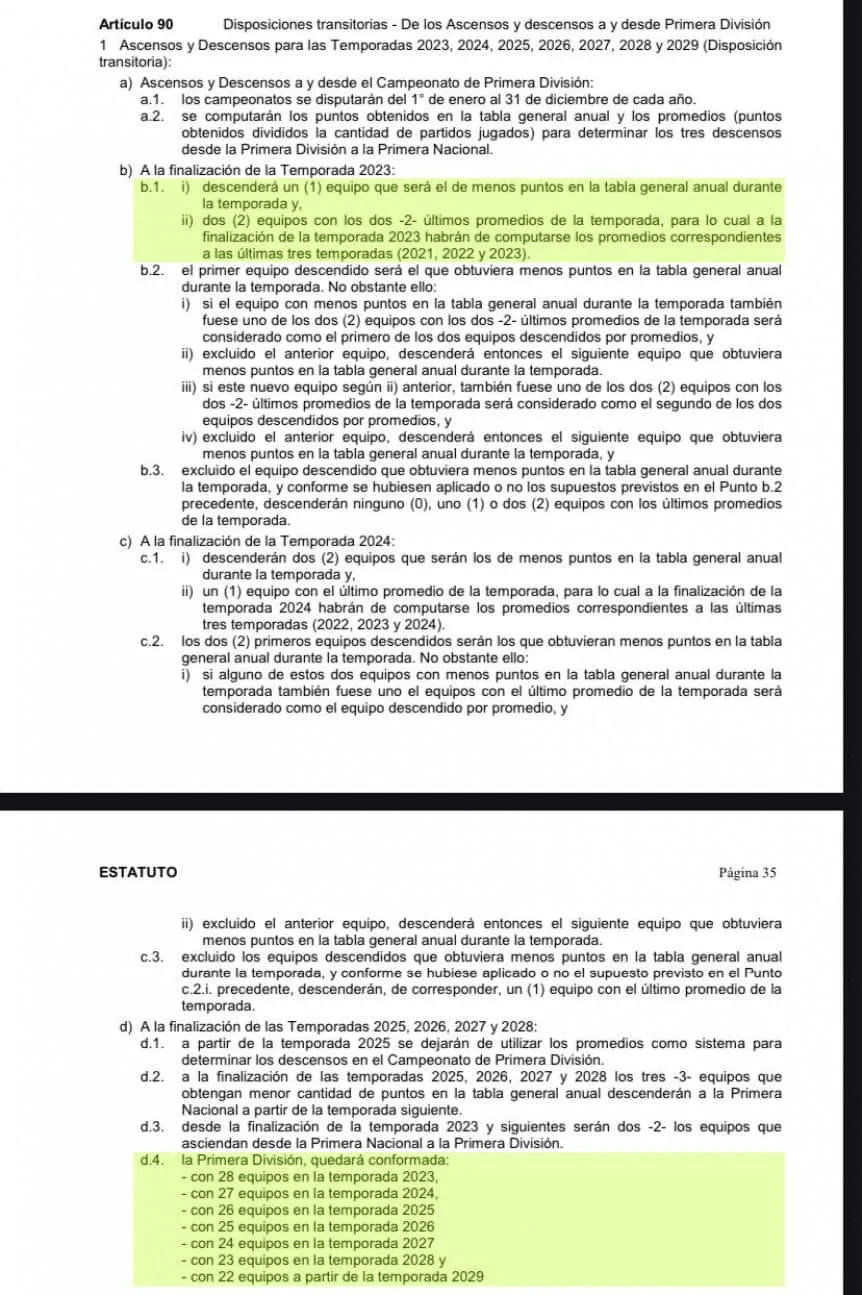 Artículo 90 Disposiciones transitorias - De los Ascensos y descensos a y desde Primera División
1 Ascensos y Descensos para las Temporadas 2023, 2024, 2025, 2026, 2027, 2028 y 2029 (Disposición
transitoria):
a) Ascensos y Descensos a y desde el Campeonato de Primera División:
a.1. los campeonatos se disputarán del 1° de enero al 31 de diciembre de cada año.
a.2. se computarán los puntos obtenidos en la tabla general anual y los promedios (puntos
obtenidos divididos la cantidad de partidos jugados) para determinar los tres descensos
desde la Primera División a la Primera Nacional.
b) A la finalización de la Temporada 2023:
b.1. i) descenderá un (1) equipo que será el de menos puntos en la tabla general anual durante
la temporada y,
ii) dos (2) equipos con los dos -2- últimos promedios de la temporada, para lo cual a la
finalización de la temporada 2023 habrán de computarse los promedios correspondientes
a las últimas tres temporadas (2021, 2022 y 2023).
b.2. el primer equipo descendido será el que obtuviera menos puntos en la tabla general anual
durante la temporada. No obstante ello:
i) si el equipo con menos puntos en la tabla general anual durante la temporada también
fuese uno de los dos (2) equipos con los dos -2- últimos promedios de la temporada será
considerado como el primero de los dos equipos descendidos por promedios, y
ii) excluido el anterior equipo, descenderá entonces el siguiente equipo que obtuviera
menos puntos en la tabla general anual durante la temporada.
iii) si este nuevo equipo según ii) anterior, también fuese uno de los dos (2) equipos con los
dos -2- últimos promedios de la temporada será considerado como el segundo de los dos
equipos descendidos por promedios, y
iv) excluido el anterior equipo, descenderá entonces el siguiente equipo que obtuviera
menos puntos en la tabla general anual durante la temporada, y
b.3. excluido el equipo descendido que obtuviera menos puntos en la tabla general anual durante
la temporada, y conforme se hubiesen aplicado o no los supuestos previstos en el Punto b.2
precedente, descenderán ninguno (0), uno (1) o dos (2) equipos con los últimos promedios
de la temporada.
c) A la finalización de la Temporada 2024:
c.1. i) descenderán dos (2) equipos que serán los de menos puntos en la tabla general anual
durante la temporada y,
ii) un (1) equipo con el último promedio de la temporada, para lo cual a la finalización de la
temporada 2024 habrán de computarse los promedios correspondientes a las últimas
tres temporadas (2022, 2023 y 2024).
c.2. los dos (2) primeros equipos descendidos serán los que obtuvieran menos puntos en la tabla
general anual durante la temporada. No obstante ello:
i) si alguno de estos dos equipos con menos puntos en la tabla general anual durante la
temporada también fuese uno el equipos con el último promedio de la temporada será
considerado como el equipo descendido por promedio, y
ESTATUTO Página 35
ii) excluido el anterior equipo, descenderá entonces el siguiente equipo que obtuviera
menos puntos en la tabla general anual durante la temporada.
c.3. excluido los equipos descendidos que obtuviera menos puntos en la tabla general anual
durante la temporada, y conforme se hubiese aplicado o no el supuesto previsto en el Punto
c.2.i. precedente, descenderán, de corresponder, un (1) equipo con el último promedio de la
temporada.
d) A la finalización de las Temporadas 2025, 2026, 2027 y 2028:
d.1. a partir de la temporada 2025 se dejarán de utilizar los promedios como sistema para
determinar los descensos en el Campeonato de Primera División.
d.2. a la finalización de las temporadas 2025, 2026, 2027 y 2028 los tres -3- equipos que
obtengan menor cantidad de puntos en la tabla general anual descenderán a la Primera
Nacional a partir de la temporada siguiente.
d.3. desde la finalización de la temporada 2023 y siguientes serán dos -2- los equipos que
asciendan desde la Primera Nacional a la Primera División.
d.4. la Primera División, quedará conformada:
- con 28 equipos en la temporada 2023,
- con 27 equipos en la temporada 2024,
- con 26 equipos en la temporada 2025
- con 25 equipos en la temporada 2026
- con 24 equipos en la temporada 2027
- con 23 equipos en la temporada 2028 y
- con 22 equipos a partir de la temporada 2029